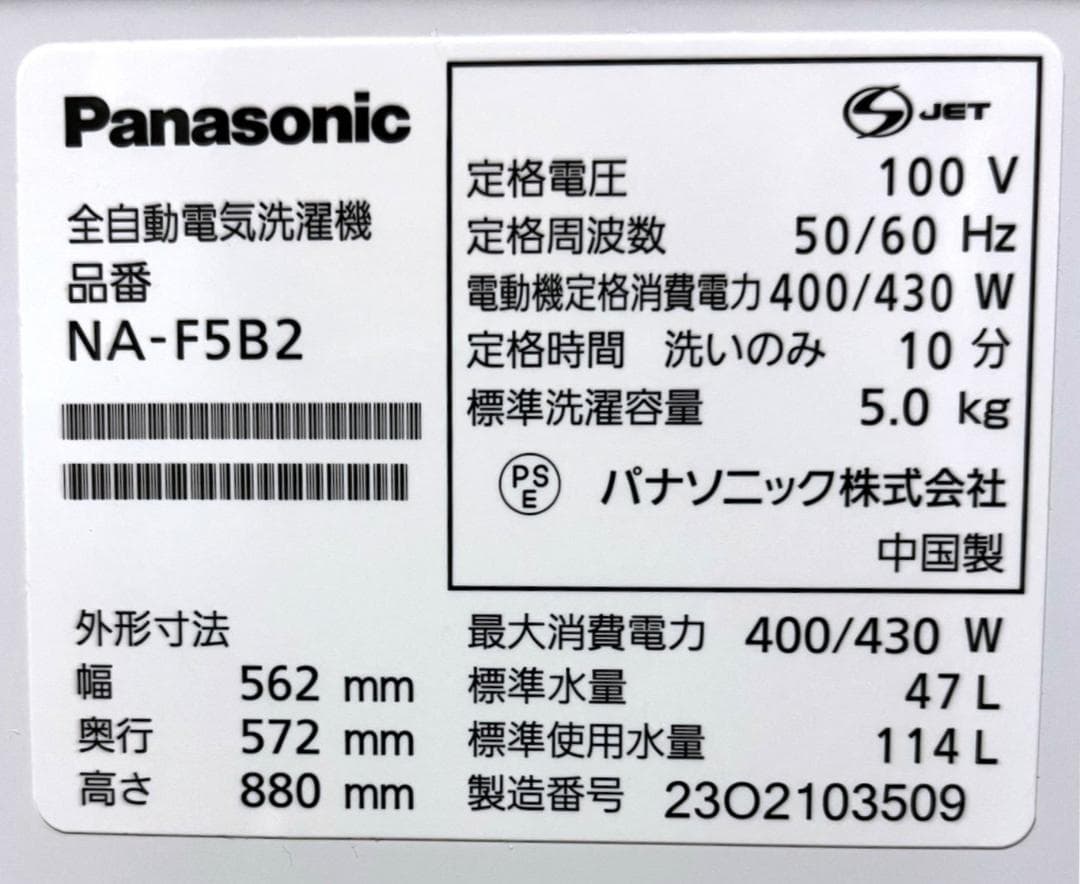 Panasonic
全自動電気洗濯機
品番
NA-F5B2
JET
定格電圧 100 V
定格周波数 50/60 Hz
電動機定格消費電力 400/430 W
定格時間 洗いのみ 10 分
標準洗濯容量 5.0 kg
PSE パナソニック株式会社
中国製
外形寸法
幅 562 mm
奥行 572 mm
高さ 880 mm
最大消費電力 400/430 W
標準水量 47 L
標準使用水量 114 L
製造番号 23O2103509